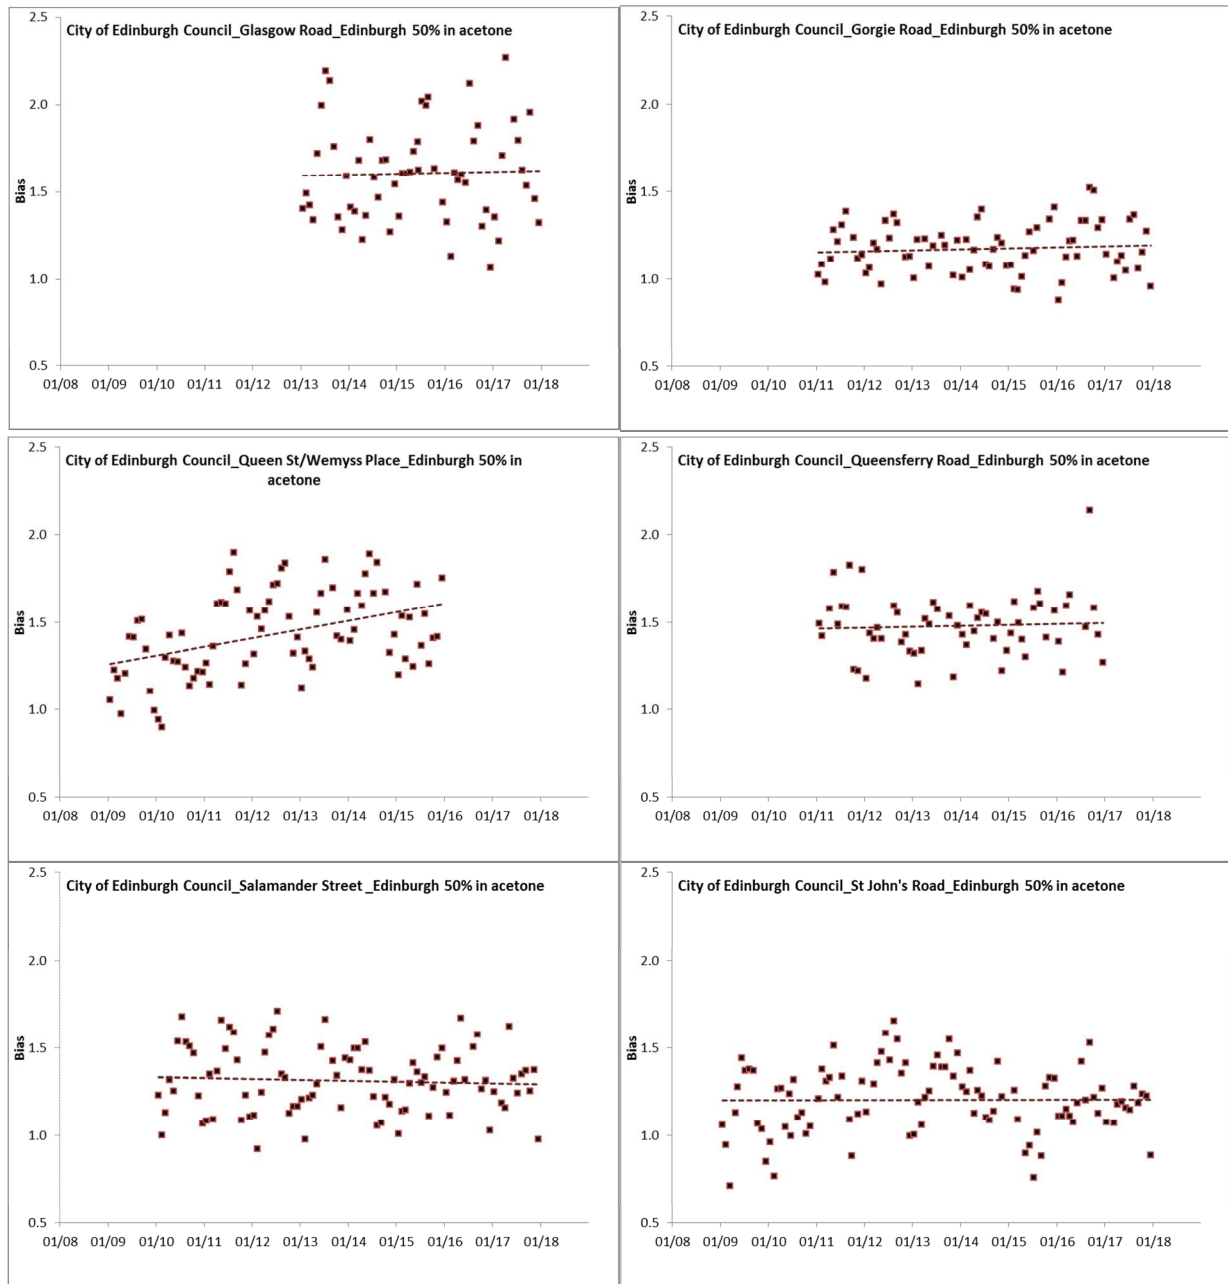 City of Edinburgh Council_Glasgow Road_Edinburgh 50% in acetone
2.5
2.0
1.5
1.0
0.5
Bias
01/08 01/09 01/10 01/11 01/12 01/13 01/14 01/15 01/16 01/17 01/18
City of Edinburgh Council_Gorgie Road_Edinburgh 50% in acetone
2.5
2.0
1.5
1.0
0.5
Bias
01/08 01/09 01/10 01/11 01/12 01/13 01/14 01/15 01/16 01/17 01/18
City of Edinburgh Council_Queen St/Wemyss Place_Edinburgh 50% in
acetone
2.5
2.0
1.5
1.0
0.5
Bias
01/08 01/09 01/10 01/11 01/12 01/13 01/14 01/15 01/16 01/17 01/18
City of Edinburgh Council_Queensferry Road_Edinburgh 50% in acetone
2.5
2.0
1.5
1.0
0.5
Bias
01/08 01/09 01/10 01/11 01/12 01/13 01/14 01/15 01/16 01/17 01/18
City of Edinburgh Council_Salamander Street _Edinburgh 50% in acetone
2.5
2.0
1.5
1.0
0.5
Bias
01/08 01/09 01/10 01/11 01/12 01/13 01/14 01/15 01/16 01/17 01/18
City of Edinburgh Council_St John's Road_Edinburgh 50% in acetone
2.5
2.0
1.5
1.0
0.5
Bias
01/08 01/09 01/10 01/11 01/12 01/13 01/14 01/15 01/16 01/17 01/18